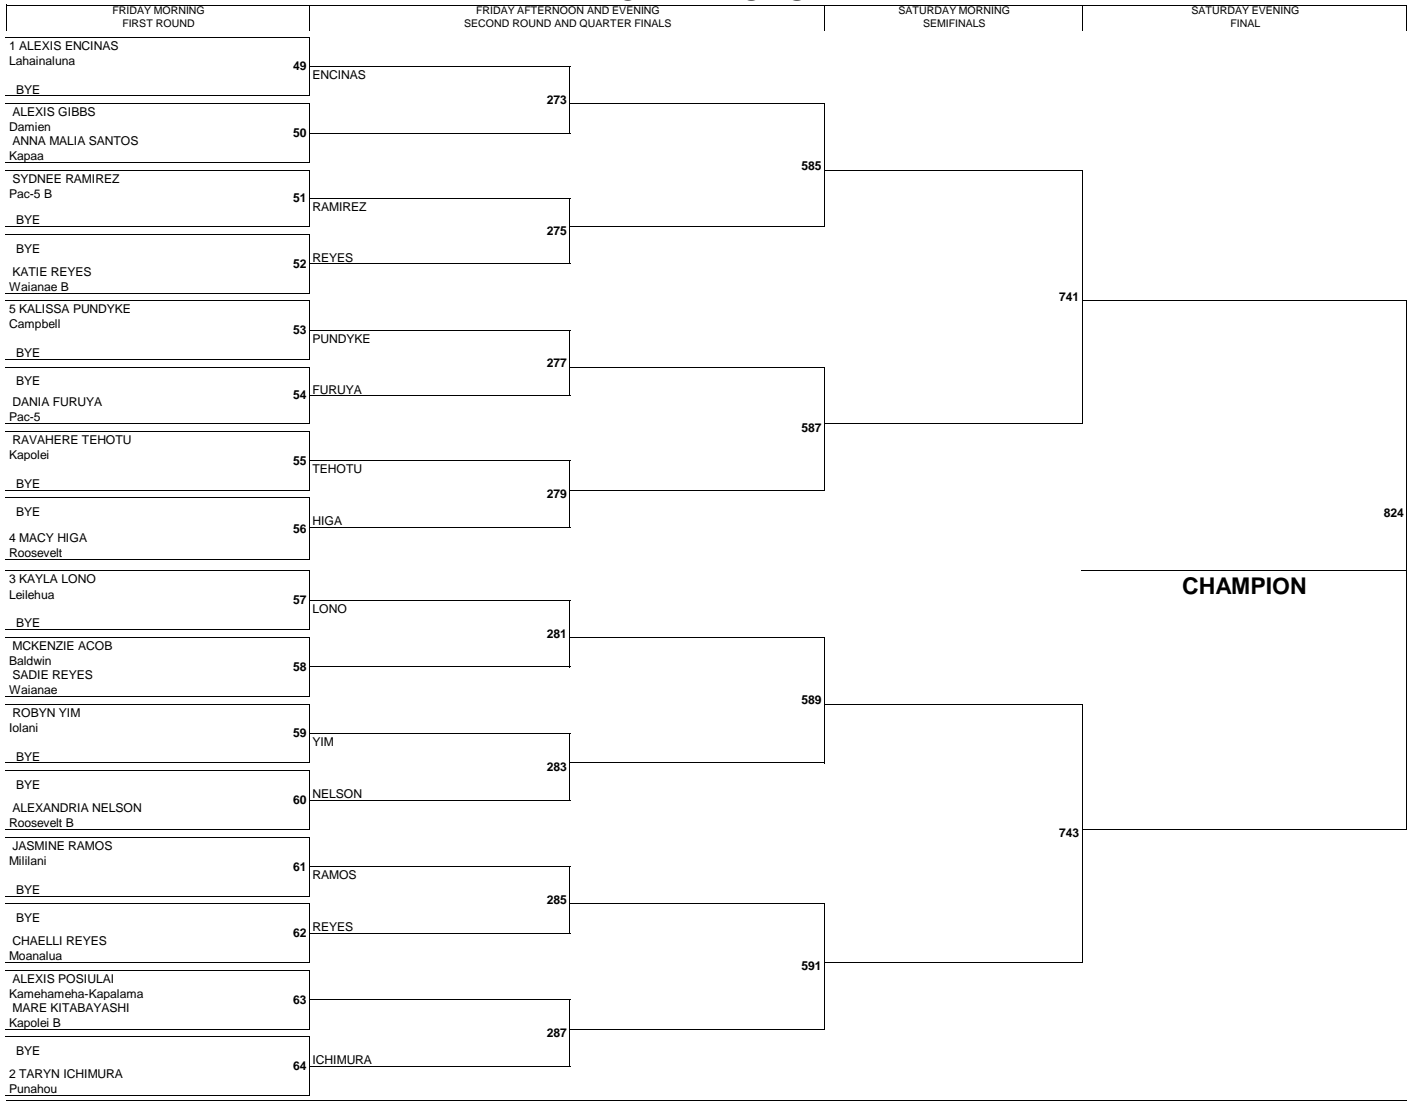 FRIDAY MORNING
FIRST ROUND
FRIDAY AFTERNOON AND EVENING
SECOND ROUND AND QUARTER FINALS
SATURDAY MORNING
SEMIFINALS
SATURDAY EVENING
FINAL
1 ALEXIS ENCINAS
Lahainaluna
49
BYE
ENCINAS
273
ALEXIS GIBBS
Damien
50
ANNA MALIA SANTOS
Kapaa
585
SYDNEE RAMIREZ
Pac-5 B
51
BYE
RAMIREZ
275
BYE
52
REYES
KATIE REYES
Waianae B
741
5 KALISSA PUNDYKE
Campbell
53
BYE
PUNDYKE
277
BYE
54
FURUYA
DANIA FURUYA
Pac-5
587
RAVAHERE TEHOTU
Kapolei
55
BYE
TEHOTU
279
BYE
56
HIGA
4 MACY HIGA
Roosevelt
824
CHAMPION
3 KAYLA LONO
Leilehua
57
BYE
LONO
281
MCKENZIE ACOB
Baldwin
58
SADIE REYES
Waianae
589
ROBYN YIM
Iolani
59
BYE
YIM
283
BYE
60
NELSON
ALEXANDRIA NELSON
Roosevelt B
743
JASMINE RAMOS
Mililani
61
BYE
RAMOS
285
BYE
62
REYES
CHAELLI REYES
Moanalua
591
ALEXIS POSIULAI
Kamehameha-Kapalama
63
MARE KITABAYASHI
Kapolei B
287
BYE
64
ICHIMURA
2 TARYN ICHIMURA
Punahou